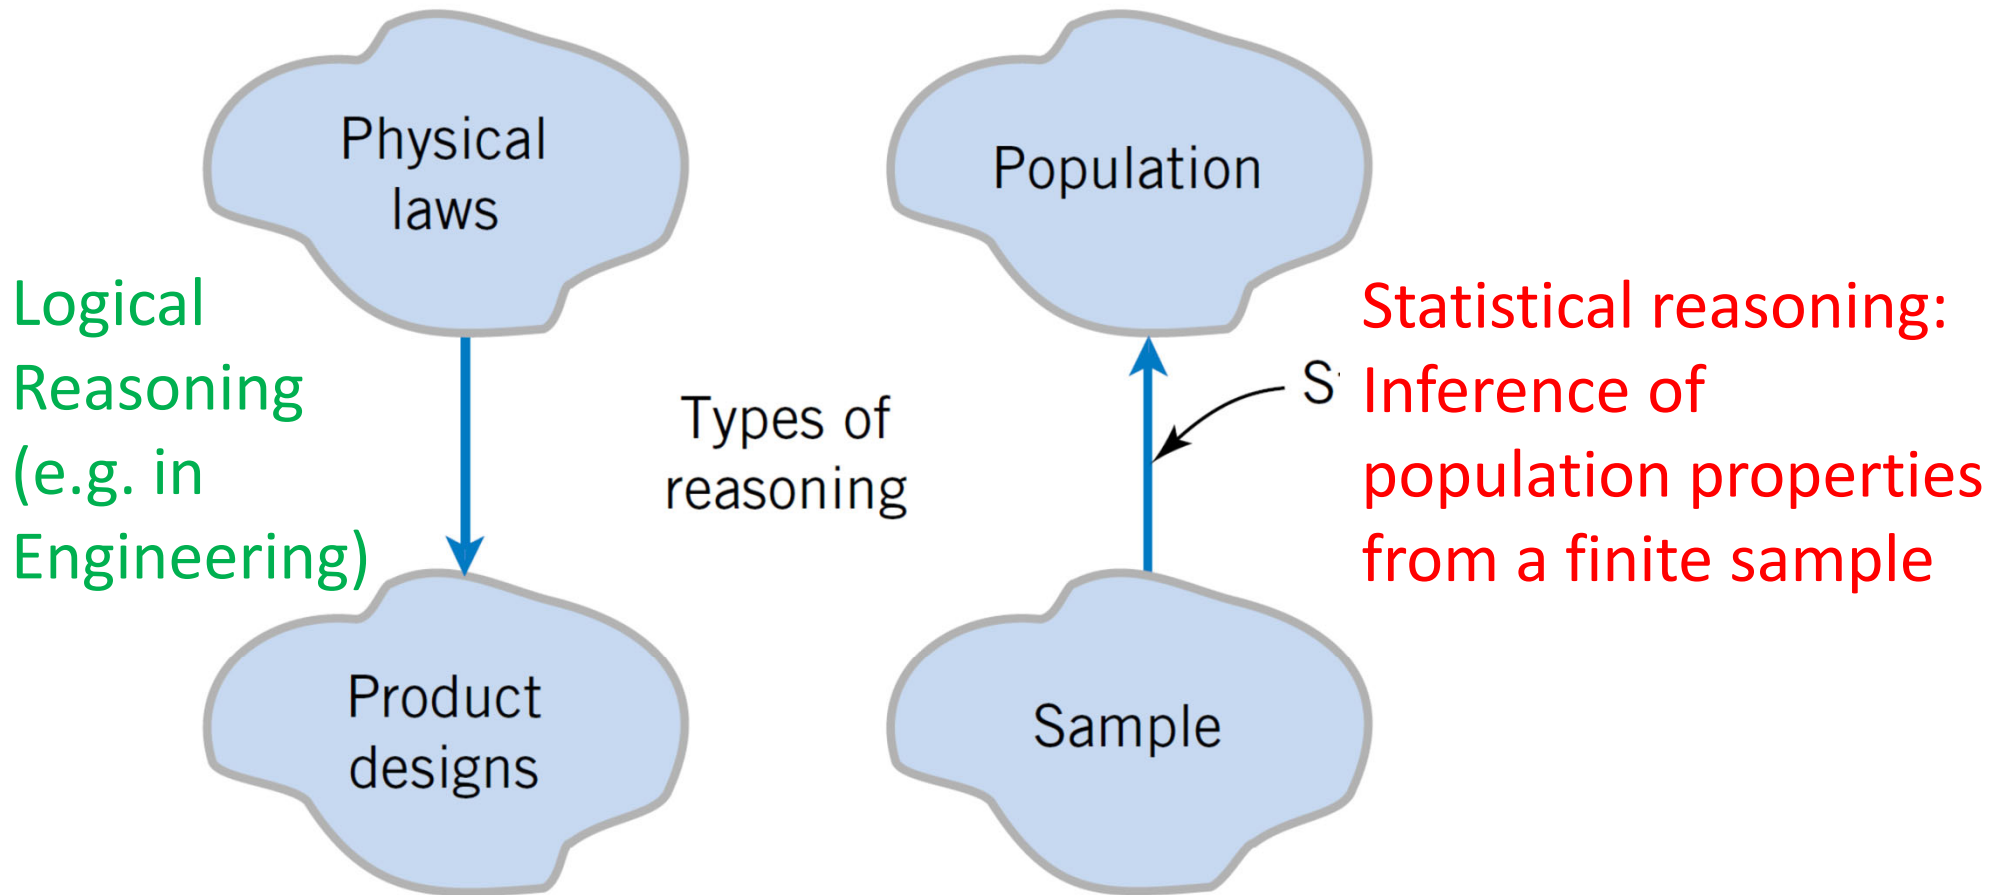 Physical
laws
Population
Logical
Reasoning
(e.g. in
Engineering)
Types of
reasoning
Statistical reasoning:
Inference of
population properties
from a finite sample
Product
designs
Sample